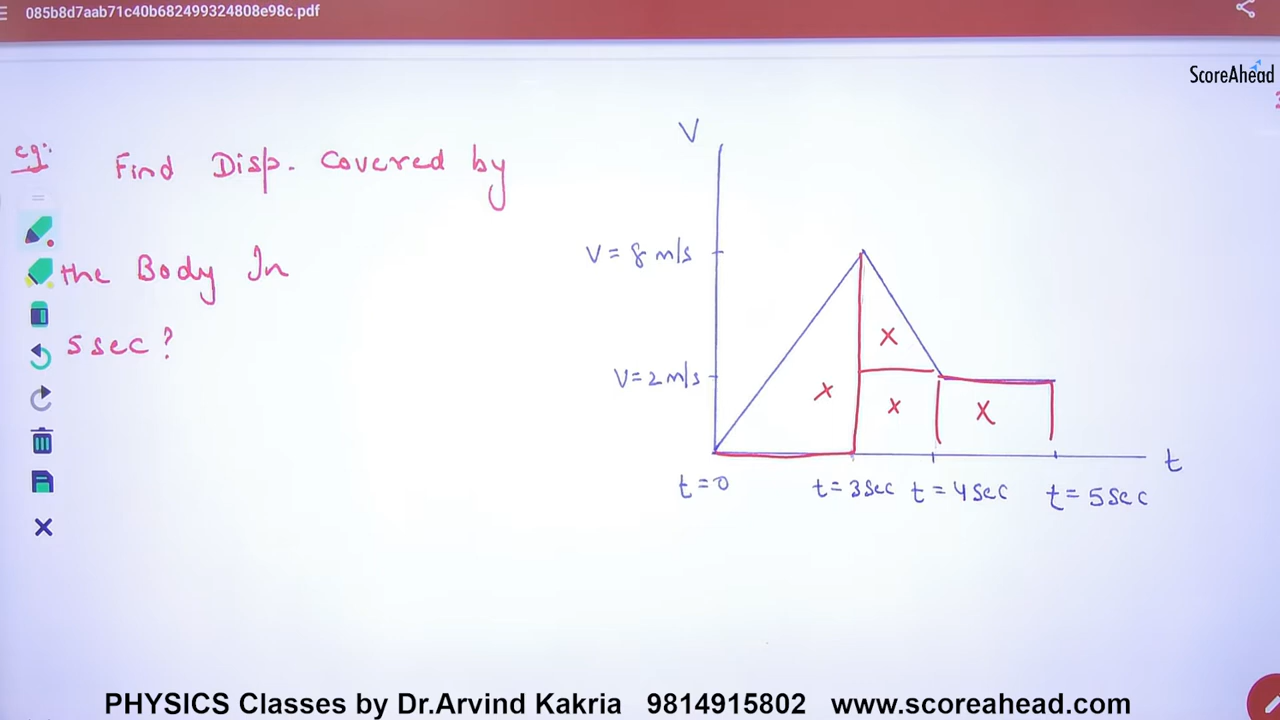 085b8d7aab71c40b682499324808e98c.pdf
ScoreAhead
eg:
Find Disp. Covered by
the Body In
5sec?
V
V = 8 m/s
V=2m/s
x
x
x
x
t
t=0
t=3sec
t=4sec
t=5sec
PHYSICS Classes by Dr.Arvind Kakria 9814915802 www.scoreahead.com